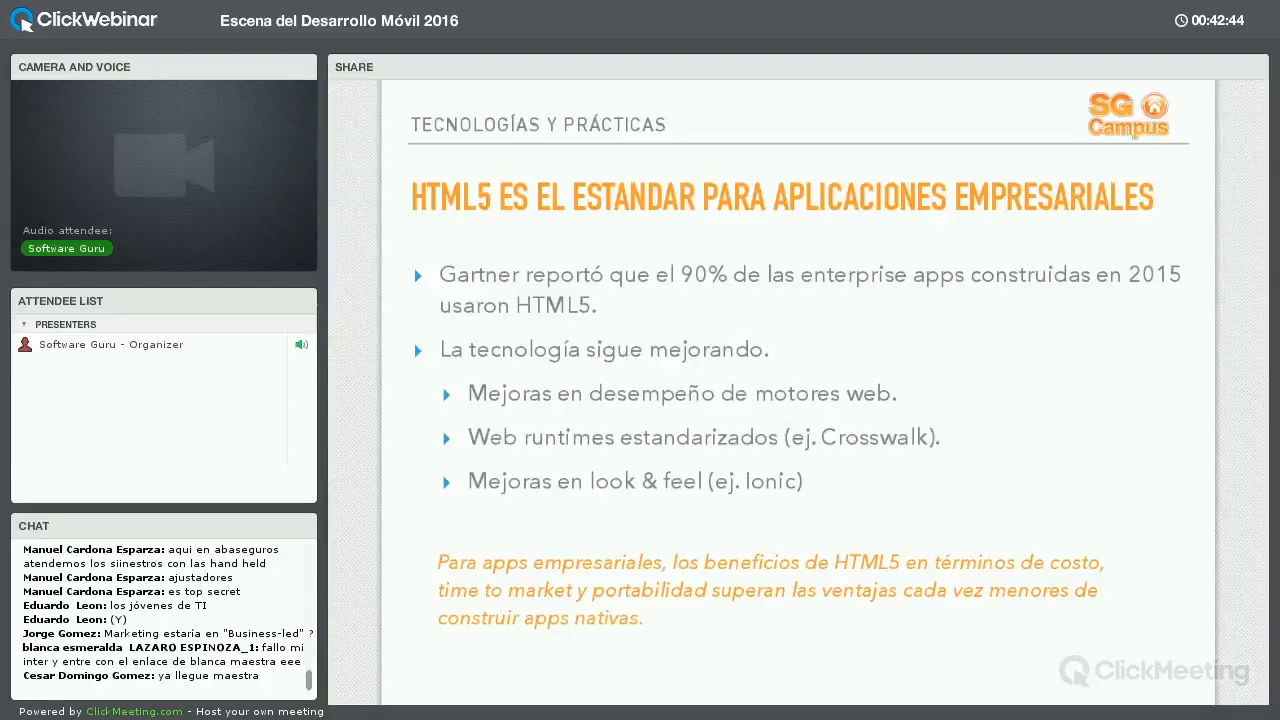 ClickWebinar
Escena del Desarrollo Móvil 2016
00:42:44
CAMERA AND VOICE
Audio attendee:
Software Guru
ATTENDEE LIST
PRESENTERS
Software Guru - Organizer
CHAT
Manuel Cardona Esparza: aqui en abaseguros
atendemos los siinestros con las hand held
Manuel Cardona Esparza: ajustadores
Manuel Cardona Esparza: es top secret
Eduardo Leon: los jóvenes de TI
Eduardo Leon: (Y)
Jorge Gomez: Marketing estaría en "Business-led" ?
blanca esmeralda LAZARO ESPINOZA_1: fallo mi
inter y entre con el enlace de blanca maestra eee
Cesar Domingo Gomez: ya llegue maestra
Powered by ClickMeeting.com - Host your own meeting
SHARE
TECNOLOGÍAS Y PRÁCTICAS
SG
Campus
HTML5 ES EL ESTANDAR PARA APLICACIONES EMPRESARIALES
Gartner reportó que el 90% de las enterprise apps construidas en 2015
usaron HTML5.
La tecnología sigue mejorando.
Mejoras en desempeño de motores web.
Web runtimes estandarizados (ej. Crosswalk).
Mejoras en look & feel (ej. Ionic)
Para apps empresariales, los beneficios de HTML5 en términos de costo,
time to market y portabilidad superan las ventajas cada vez menores de
construir apps nativas.
ClickMeeting